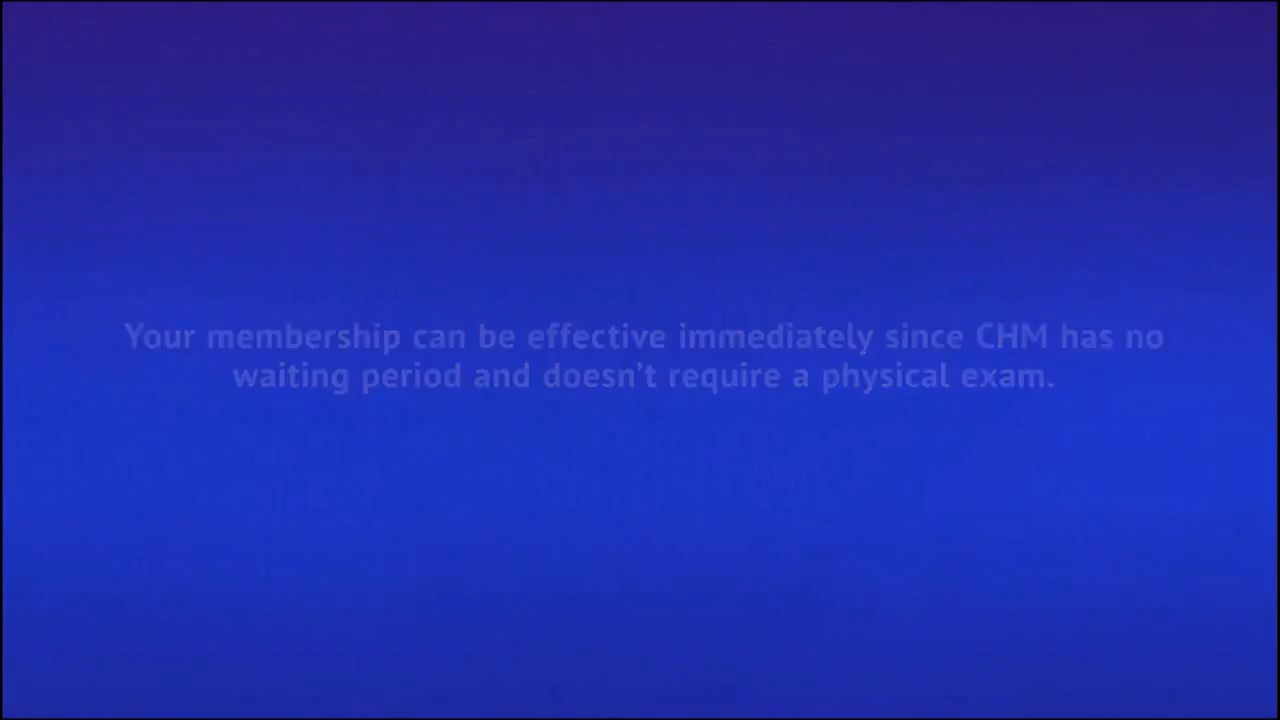 Your membership can be effective immediately since CHM has no
waiting period and doesn't require a physical exam.